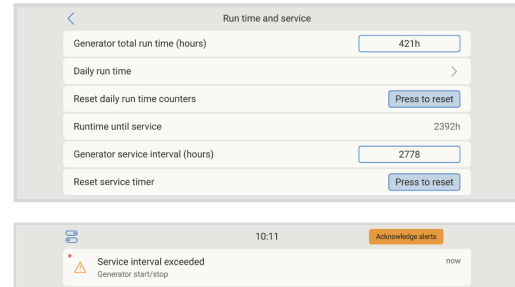 Run time and service
Generator total run time (hours) 421h
Daily run time
Reset daily run time counters Press to reset
Runtime until service 2392h
Generator service interval (hours) 2778
Reset service timer Press to reset
10:11 Acknowledge alerts
Service interval exceeded now
Generator start/stop